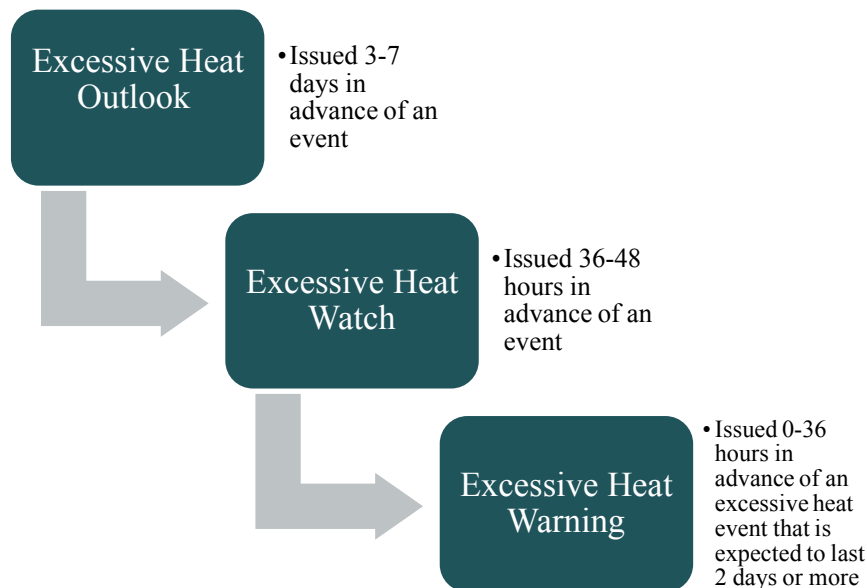 Excessive Heat
Outlook
•Issued 3-7
days in
advance of an
event
Excessive Heat
Watch
•Issued 36-48
hours in
advance of an
event
Excessive Heat
Warning
•Issued 0-36
hours in
advance of an
excessive heat
event that is
expected to last
2 days or more